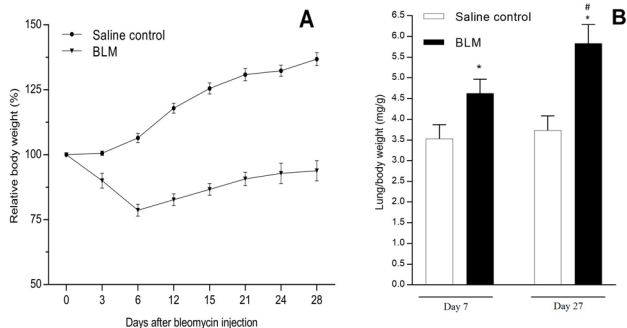 A
Saline control
BLM
150
125
100
75
50
Relative body weight (%)
0 3 6 12 15 21 24 28
Days after bleomycin injection
B
Saline control
BLM
#
*
*
6.5
6.0
5.5
5.0
4.5
4.0
3.5
3.0
2.5
2.0
1.5
1.0
0.5
0.0
Lung/body weight (mg/g)
Day 7 Day 27